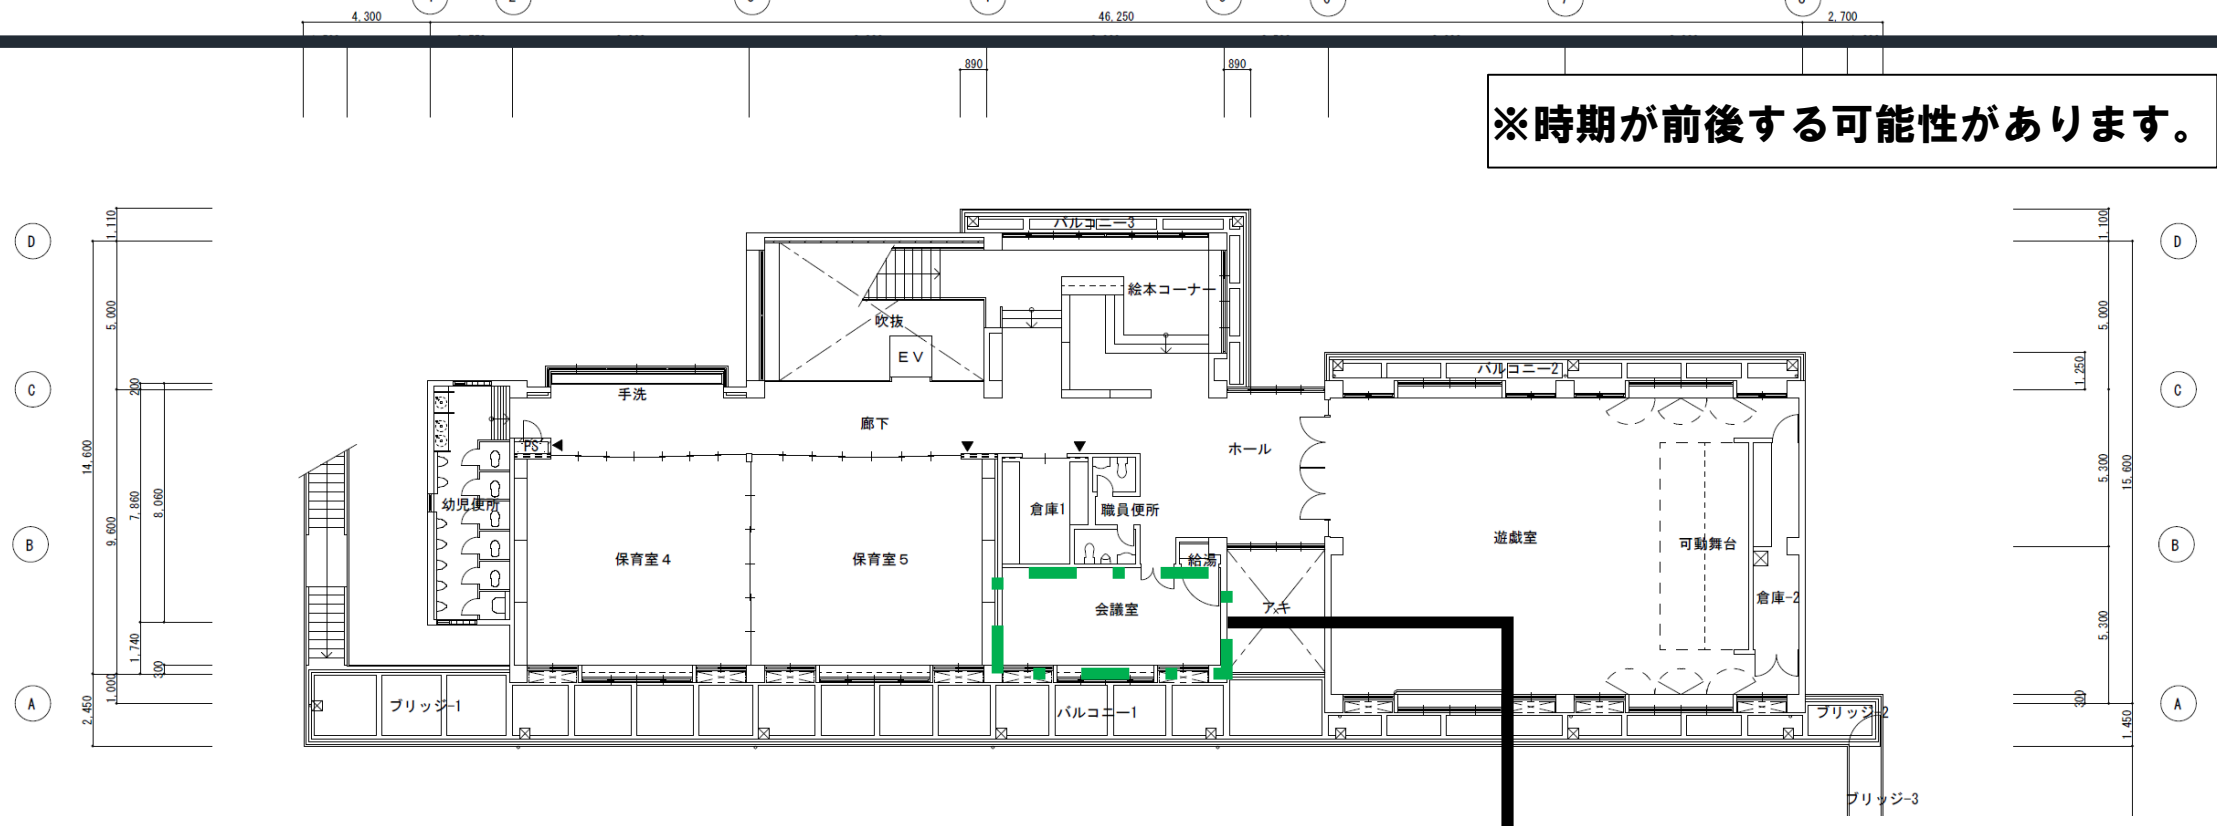 4,300
46,250
2,700
890
890
※時期が前後する可能性があります。
バルコニー3
D
D
1,110
1,100
絵本コーナー
5,000
5,000
吹抜
EV
バルコニー2
1,250
C
C
200
手洗
廊下
ホール
PS
14,600
7,860
8,060
5,300
15,600
幼児便所
倉庫1
職員便所
9,600
遊戯室
可動舞台
B
B
保育室4
保育室5
給湯
会議室
アキ
倉庫-2
1,740
300
5,300
1,000
2,450
A
A
ブリッジ-1
バルコニー1
ブリッジ-2
300
1,450
ブリッジ-3